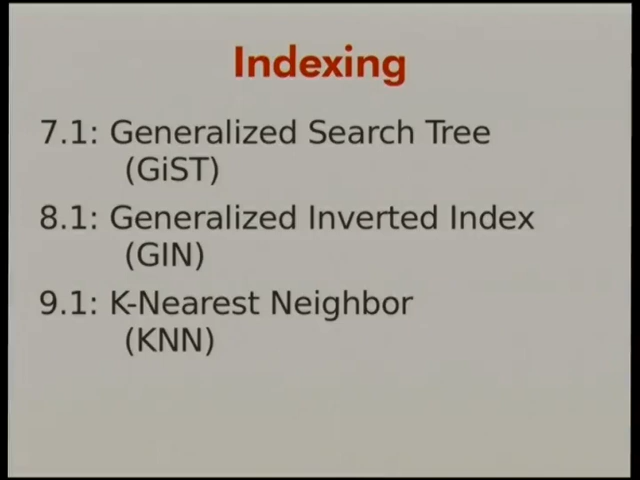 Indexing
7.1: Generalized Search Tree
(GiST)
8.1: Generalized Inverted Index
(GIN)
9.1: K-Nearest Neighbor
(KNN)